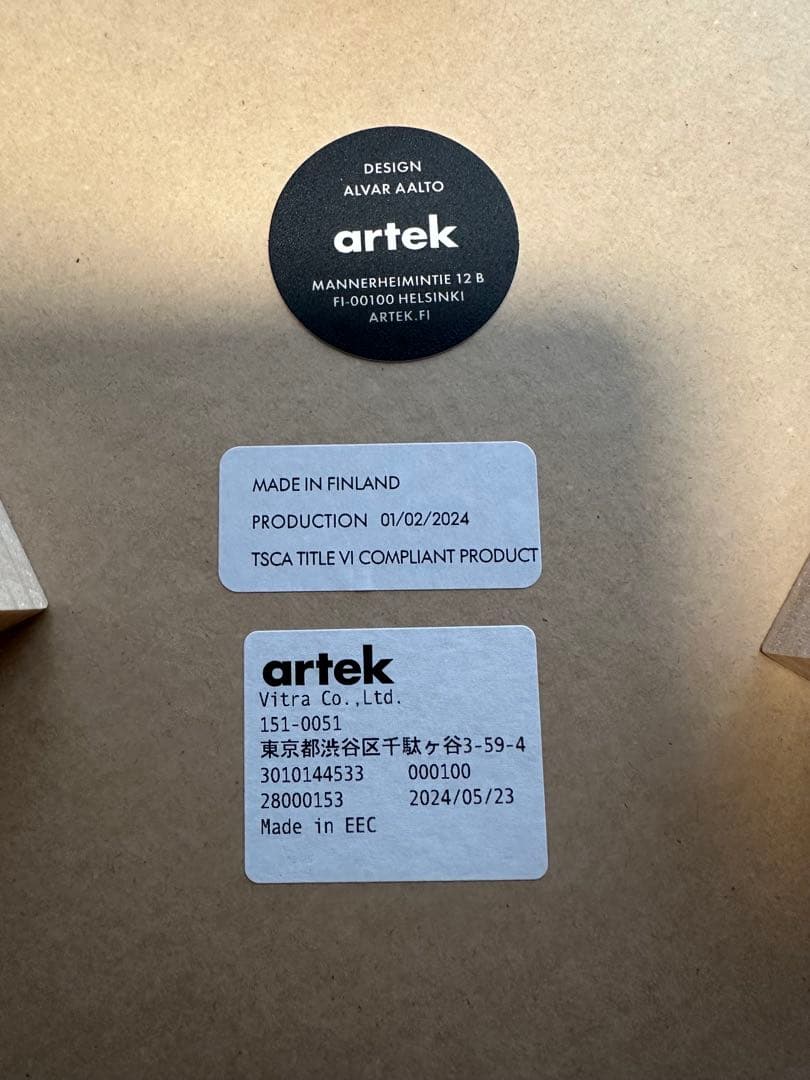 DESIGN
ALVAR AALTO
artek
MANNERHEIMINTIE 12 B
FI-00100 HELSINKI
ARTEK.FI
MADE IN FINLAND
PRODUCTION 01/02/2024
TSCA TITLE VI COMPLIANT PRODUCT
artek
Vitra Co.,Ltd.
151-0051
東京都渋谷区千駄ヶ谷3-59-4
3010144533 000100
28000153 2024/05/23
Made in EEC